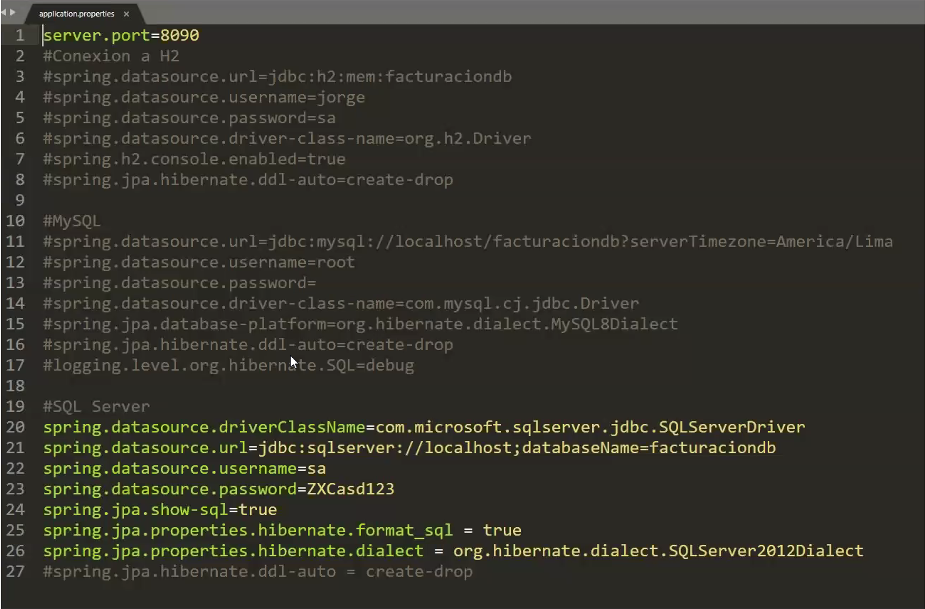 application.properties ×
1 server.port=8090
2 #Conexion a H2
3 #spring.datasource.url=jdbc:h2:mem:facturaciondb
4 #spring.datasource.username=jorge
5 #spring.datasource.password=sa
6 #spring.datasource.driver-class-name=org.h2.Driver
7 #spring.h2.console.enabled=true
8 #spring.jpa.hibernate.ddl-auto=create-drop
9
10 #MySQL
11 #spring.datasource.url=jdbc:mysql://localhost/facturaciondb?serverTimezone=America/Lima
12 #spring.datasource.username=root
13 #spring.datasource.password=
14 #spring.datasource.driver-class-name=com.mysql.cj.jdbc.Driver
15 #spring.jpa.database-platform=org.hibernate.dialect.MySQL8Dialect
16 #spring.jpa.hibernate.ddl-auto=create-drop
17 #logging.level.org.hibernate.SQL=debug
18
19 #SQL Server
20 spring.datasource.driverClassName=com.microsoft.sqlserver.jdbc.SQLServerDriver
21 spring.datasource.url=jdbc:sqlserver://localhost;databaseName=facturaciondb
22 spring.datasource.username=sa
23 spring.datasource.password=ZXCasd123
24 spring.jpa.show-sql=true
25 spring.jpa.properties.hibernate.format_sql = true
26 spring.jpa.properties.hibernate.dialect = org.hibernate.dialect.SQLServer2012Dialect
27 #spring.jpa.hibernate.ddl-auto = create-drop